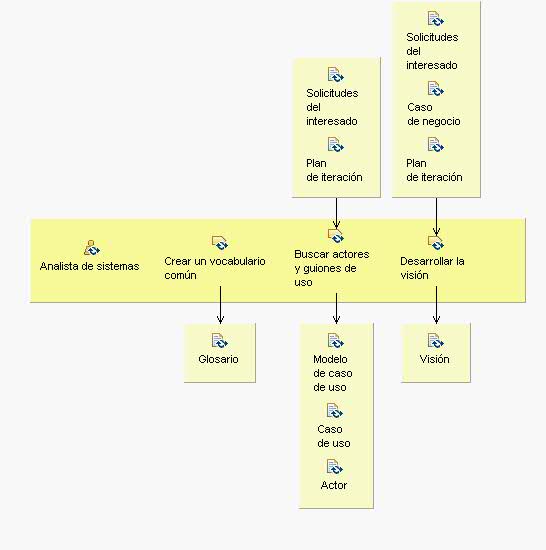 Solicitudes
del
interesado
Caso
de negocio
Plan
de iteración
Solicitudes
del
interesado
Plan
de iteración
Analista de sistemas
Crear un vocabulario
común
Buscar actores
y guiones de
uso
Desarrollar la
visión
Glosario
Modelo
de caso
de uso
Caso
de uso
Actor
Visión